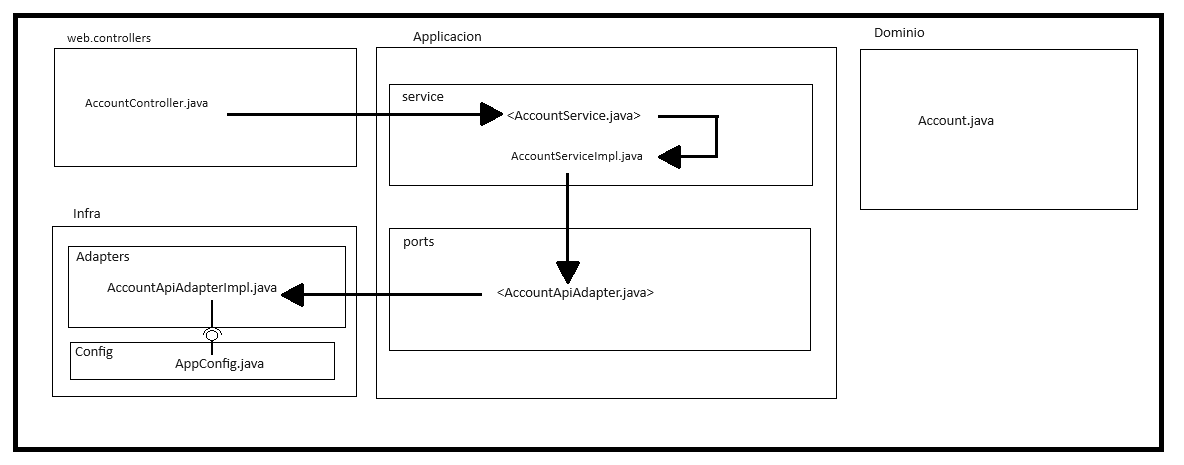 web.controllers
AccountController.java
Applicacion
service
<AccountService.java>
AccountServiceImpl.java
ports
<AccountApiAdapter.java>
Dominio
Account.java
Infra
Adapters
AccountApiAdapterImpl.java
Config
AppConfig.java